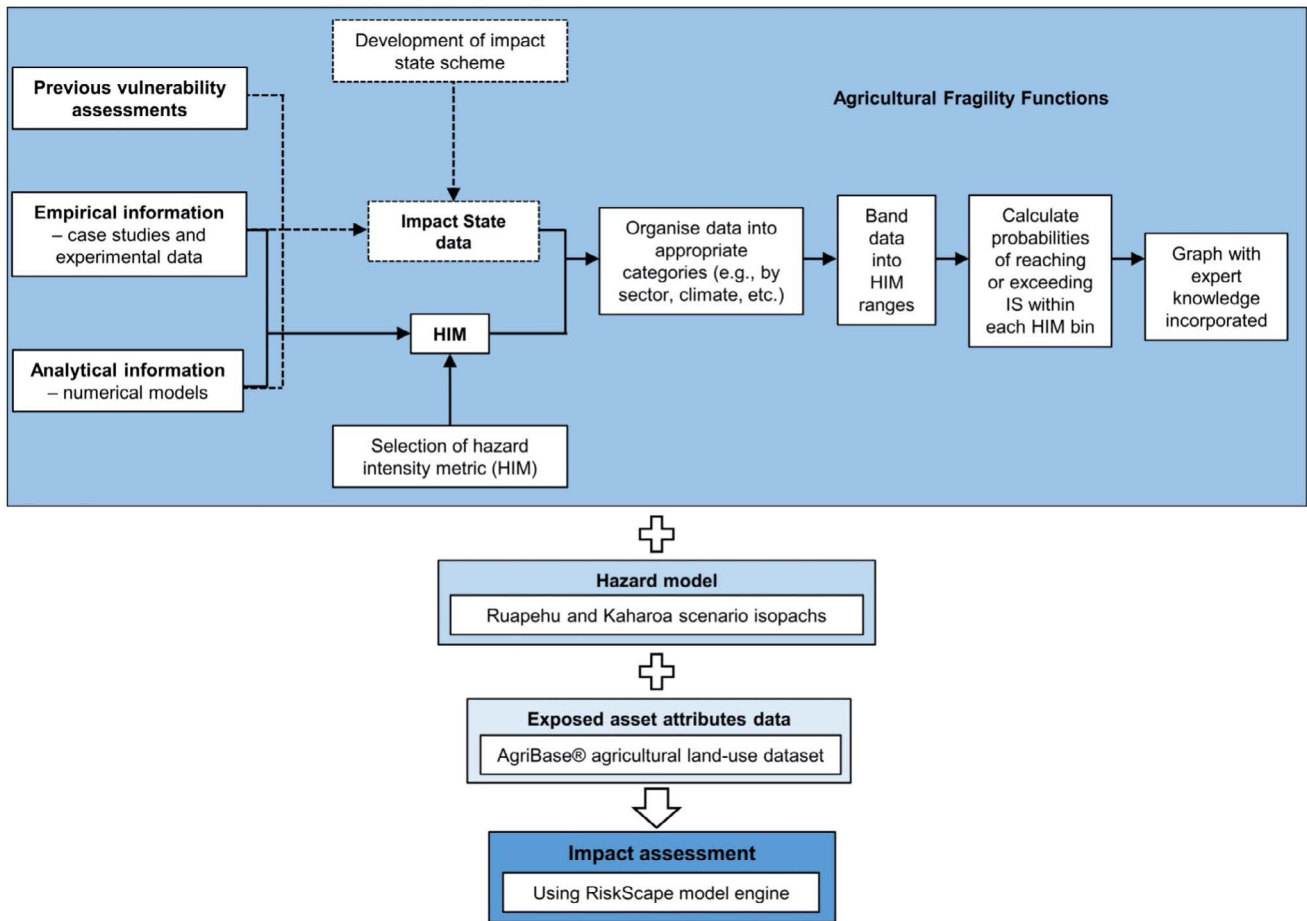 Development of impact
state scheme
Previous vulnerability
assessments
Agricultural Fragility Functions
Empirical information
– case studies and
experimental data
Impact State
data
Organise data into
appropriate
categories (e.g., by
sector, climate, etc.)
Band
data
into
HIM
ranges
Calculate
probabilities
of reaching
or exceeding
IS within
each HIM bin
Graph with
expert
knowledge
incorporated
HIM
Analytical information
– numerical models
Selection of hazard
intensity metric (HIM)
Hazard model
Ruapehu and Kaharoa scenario isopachs
Exposed asset attributes data
AgriBase® agricultural land-use dataset
Impact assessment
Using RiskScape model engine